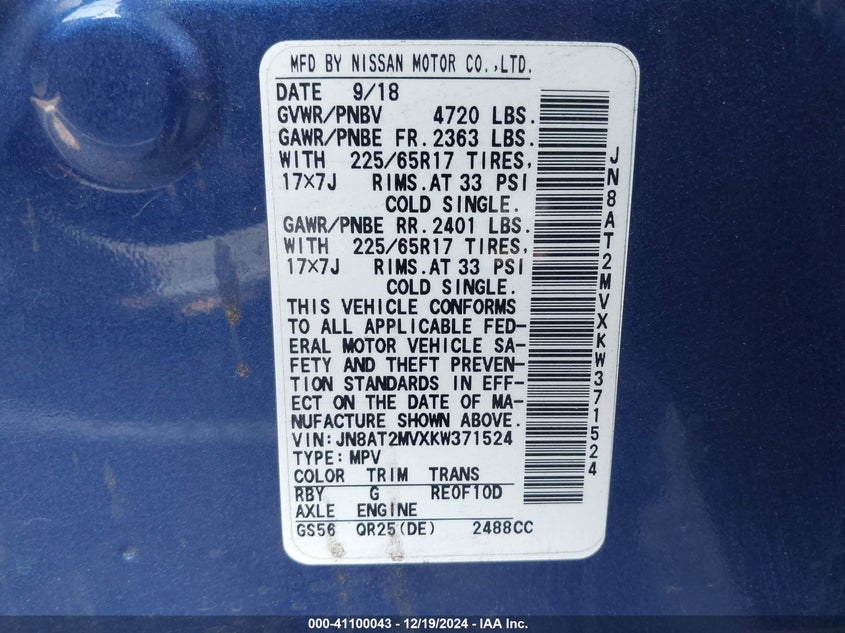 MFD BY NISSAN MOTOR CO.,LTD.
DATE 9/18
GVWR/PNBV 4720 LBS.
GAWR/PNBE FR.2363 LBS.
WITH 225/65R17 TIRES,
17×7J RIMS.AT 33 PSI
COLD SINGLE.
GAWR/PNBE RR.2401 LBS.
WITH 225/65R17 TIRES,
17×7J RIMS.AT 33 PSI
COLD SINGLE.
THIS VEHICLE CONFORMS
TO ALL APPLICABLE FED-
ERAL MOTOR VEHICLE SA-
FETY AND THEFT PREVEN-
TION STANDARDS IN EFF-
ECT ON THE DATE OF MA-
NUFACTURE SHOWN ABOVE.
VIN:JN8AT2MVXKW371524
TYPE:MPV
COLOR TRIM TRANS
RBY G RE0F10D
AXLE ENGINE
GS56 QR25(DE) 2488CC
JN8AT2MVXKW371524
000-41100043 - 12/19/2024 - IAA Inc.